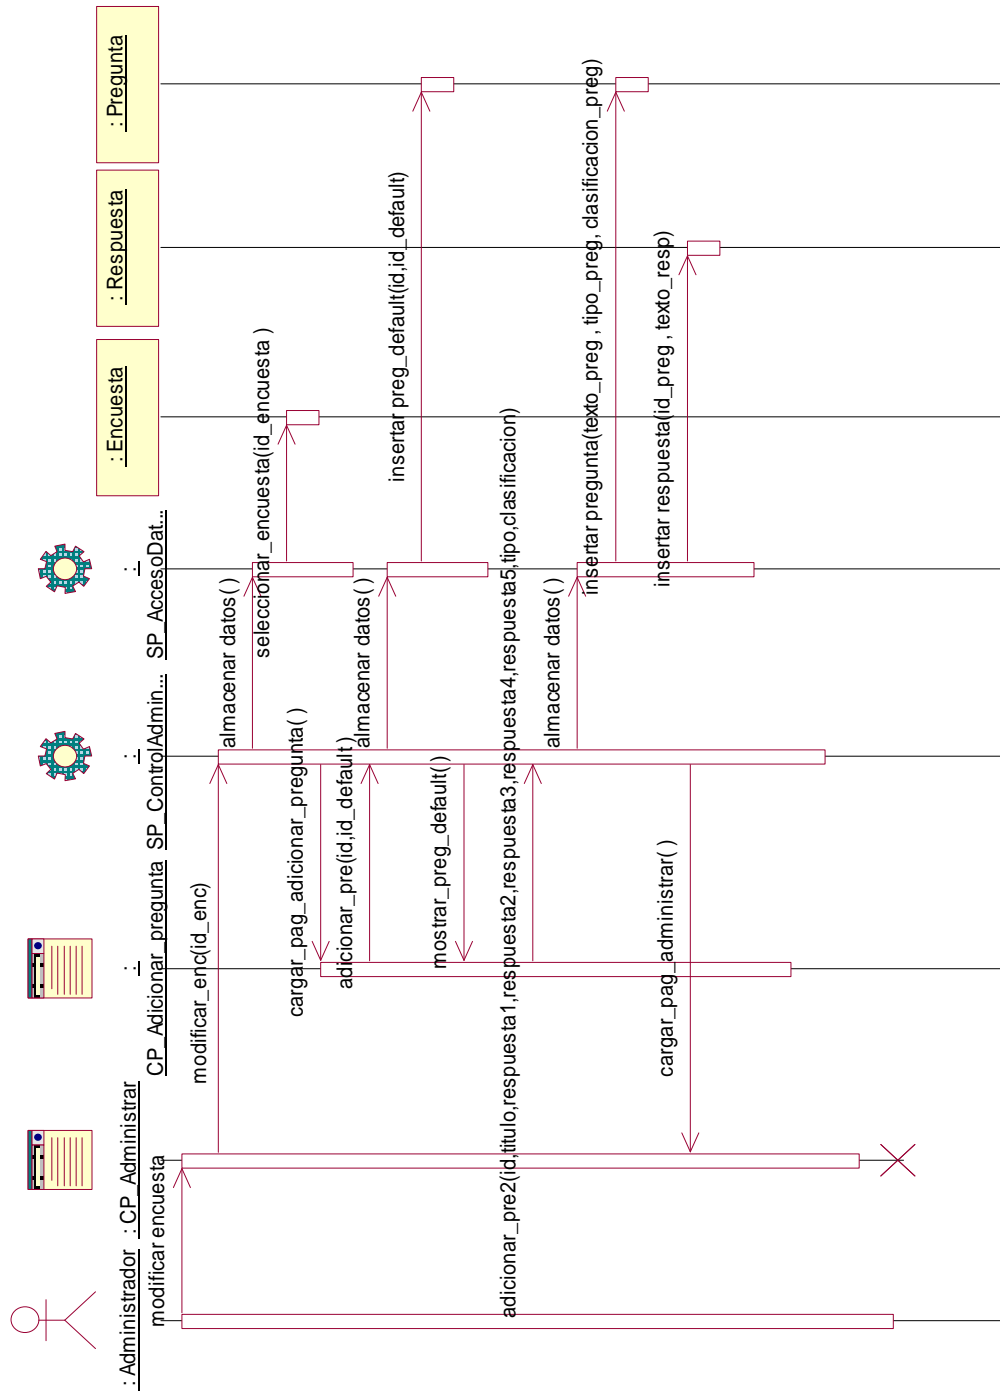 : Administrador
: CP_Administrar
:
CP_Adicionar_pregunta
:
SP_ControlAdmin...
:
SP_AccesoDat...
: Encuesta
: Respuesta
: Pregunta
modificar encuesta
modificar_enc(id_enc)
almacenar datos( )
seleccionar_encuesta(id_encuesta )
cargar_pag_adicionar_pregunta( )
adicionar_pre(id,id_default )
almacenar datos( )
insertar preg_default(id,id_default)
mostrar_preg_default( )
adicionar_pre2(id,titulo,respuesta1,respuesta2,respuesta3,respuesta4,respuesta5,tipo,clasificacion)
almacenar datos( )
insertar pregunta(texto_preg , tipo_preg , clasificacion_preg)
insertar respuesta(id_preg , texto_resp)
cargar_pag_administrar( )